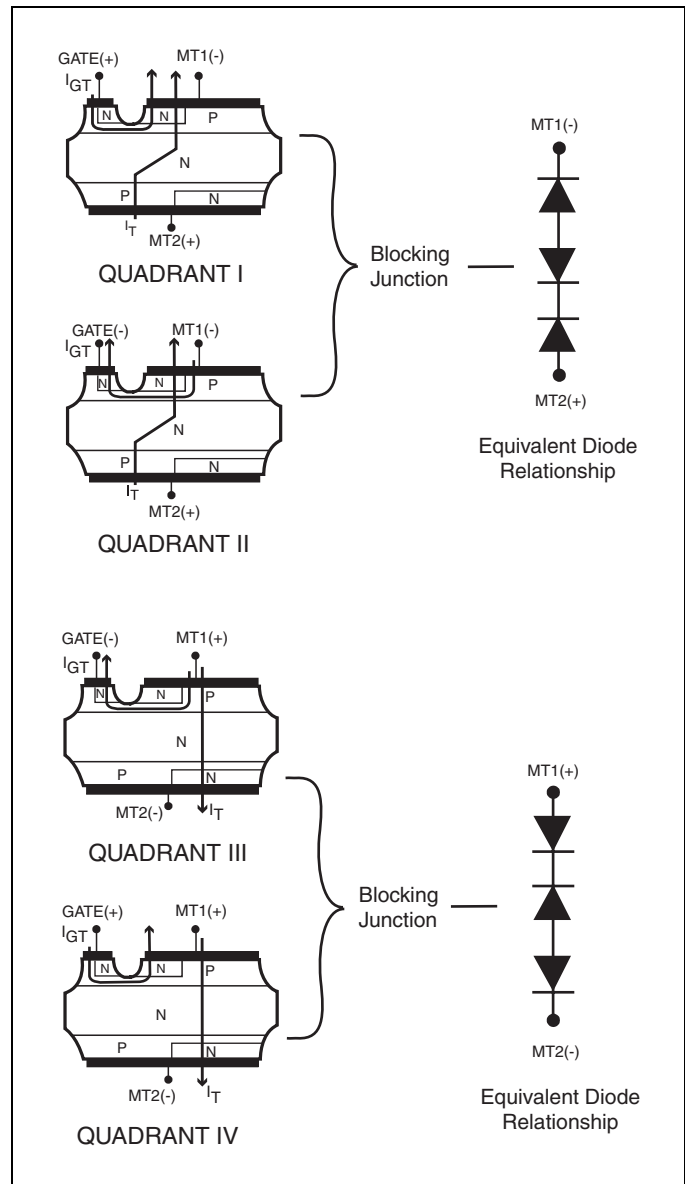 GATE(+) MT1(-)
IGT
N N P
N
P N
IT
MT2(+)
QUADRANT I
GATE(-) MT1(-)
IGT
N N P
N
P N
IT
MT2(+)
QUADRANT II
Blocking
Junction
MT1(-)
MT2(+)
Equivalent Diode
Relationship
GATE(-) MT1(+)
IGT
N N P
N
P N
MT2(-) IT
QUADRANT III
GATE(+) MT1(+)
IGT
N N P
N
P N
MT2(-) IT
QUADRANT IV
Blocking
Junction
MT1(+)
MT2(-)
Equivalent Diode
Relationship